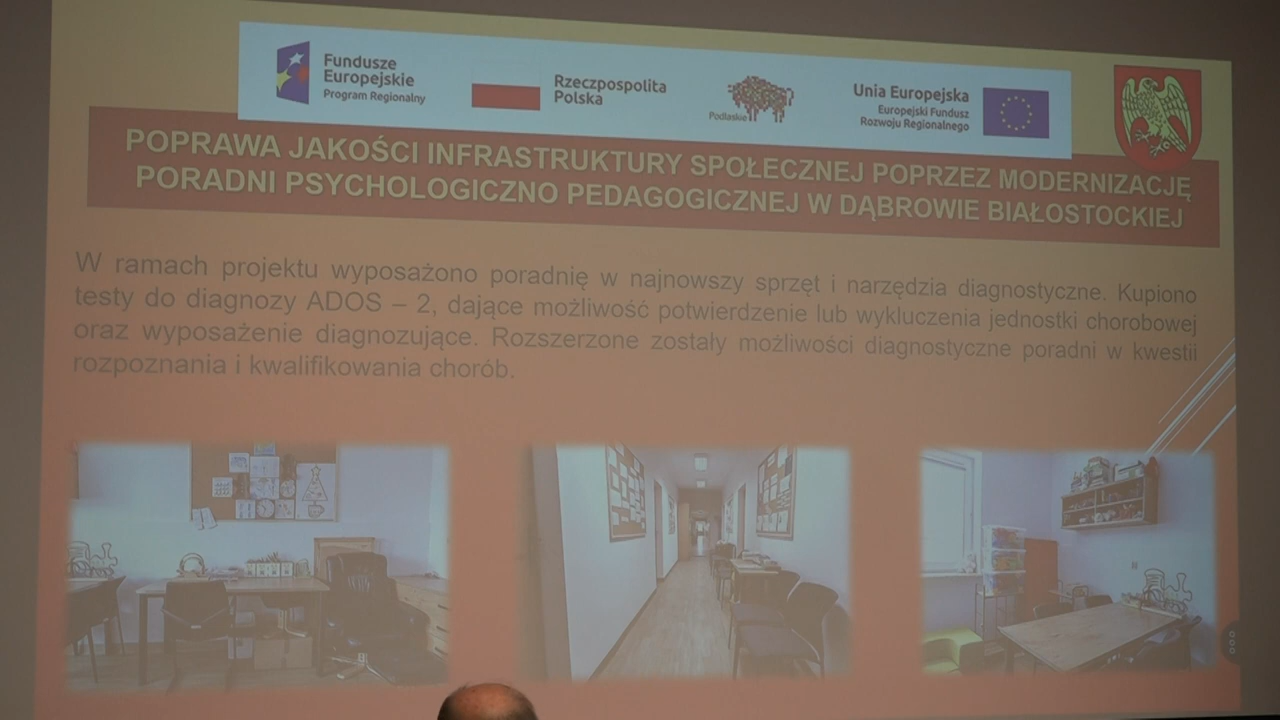 Fundusze
Europejskie
Program Regionalny
Rzeczpospolita
Polska
Podlaskie
Unia Europejska
Europejski Fundusz
Rozwoju Regionalnego
POPRAWA JAKOŚCI INFRASTRUKTURY SPOŁECZNEJ POPRZEZ MODERNIZACJĘ
PORADNI PSYCHOLOGICZNO PEDAGOGICZNEJ W DĄBROWIE BIAŁOSTOCKIEJ
W ramach projektu wyposażono poradnię w najnowszy sprzęt i narzędzia diagnostyczne. Kupiono
testy do diagnozy ADOS – 2, dające możliwość potwierdzenie lub wykluczenia jednostki chorobowej
oraz wyposażenie diagnozujące. Rozszerzone zostały możliwości diagnostyczne poradni w kwestii
rozpoznania i kwalifikowania chorób.